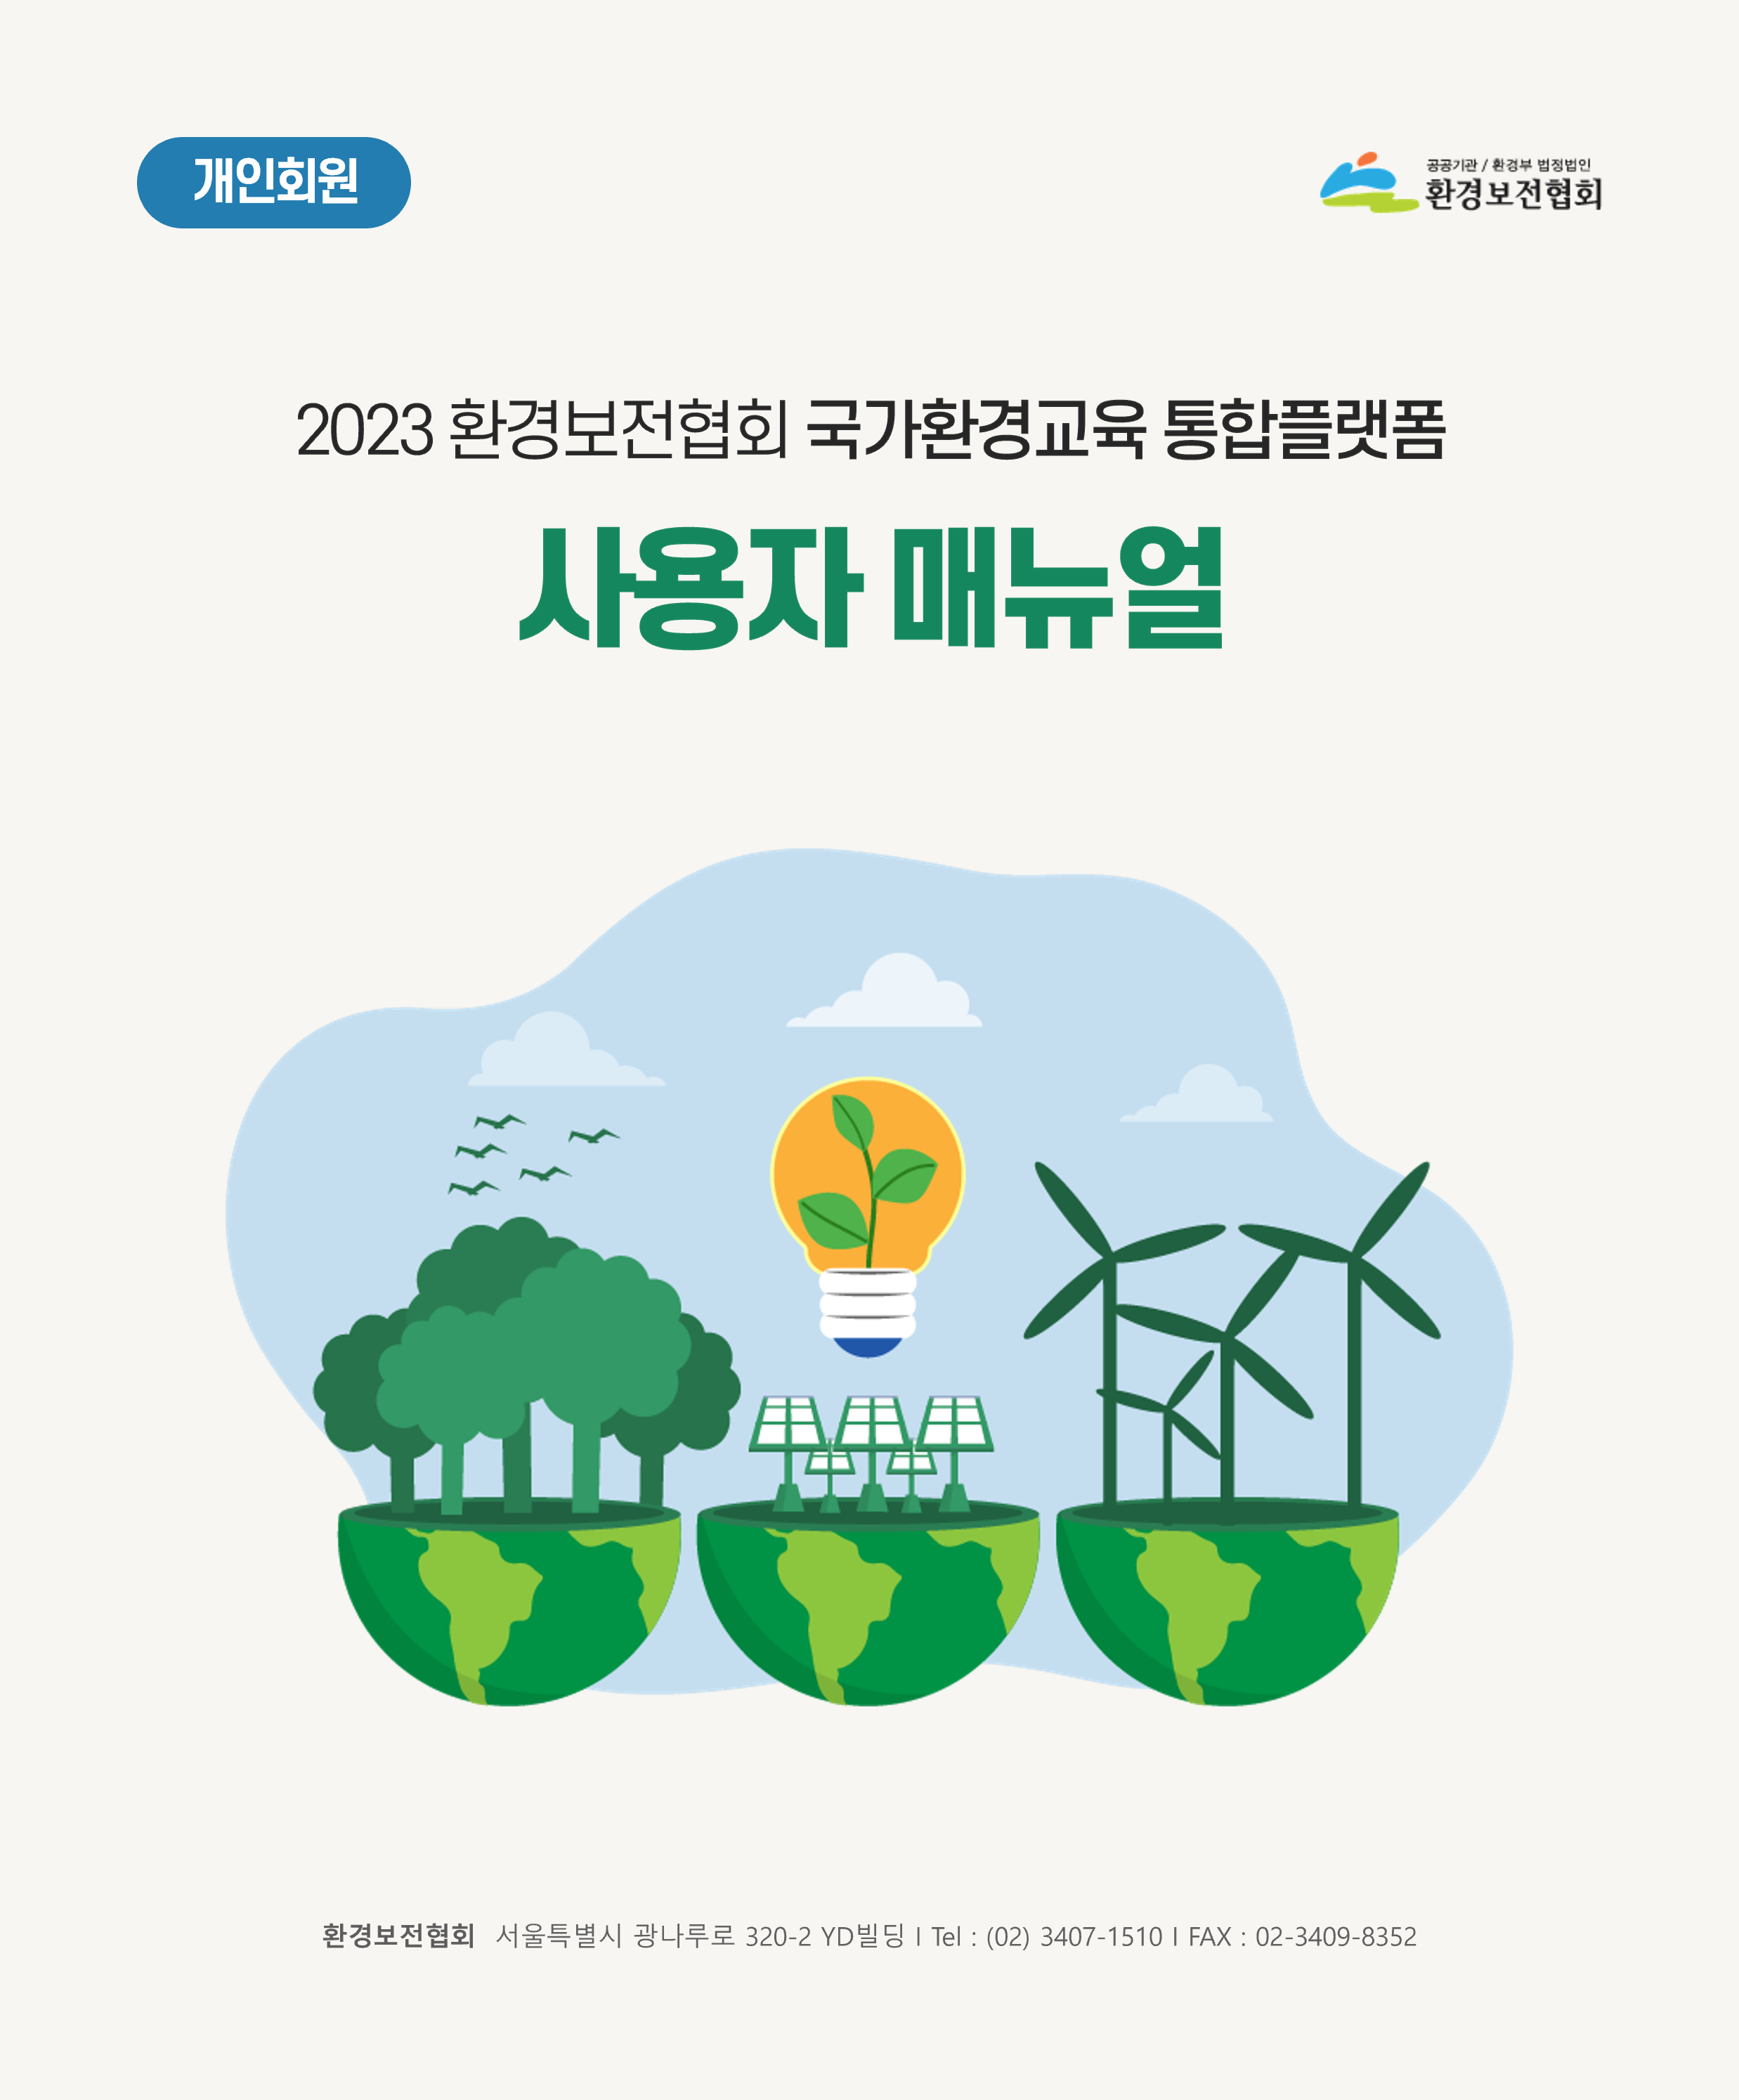 개인회원
공공기관 / 환경부 법정법인
환경보전협회
2023 환경보전협회 국가환경교육 통합플랫폼
사용자 매뉴얼
환경보전협회 서울특별시 광나루로 320-2 YD빌딩 I Tel : (02) 3407-1510 I FAX : 02-3409-8352